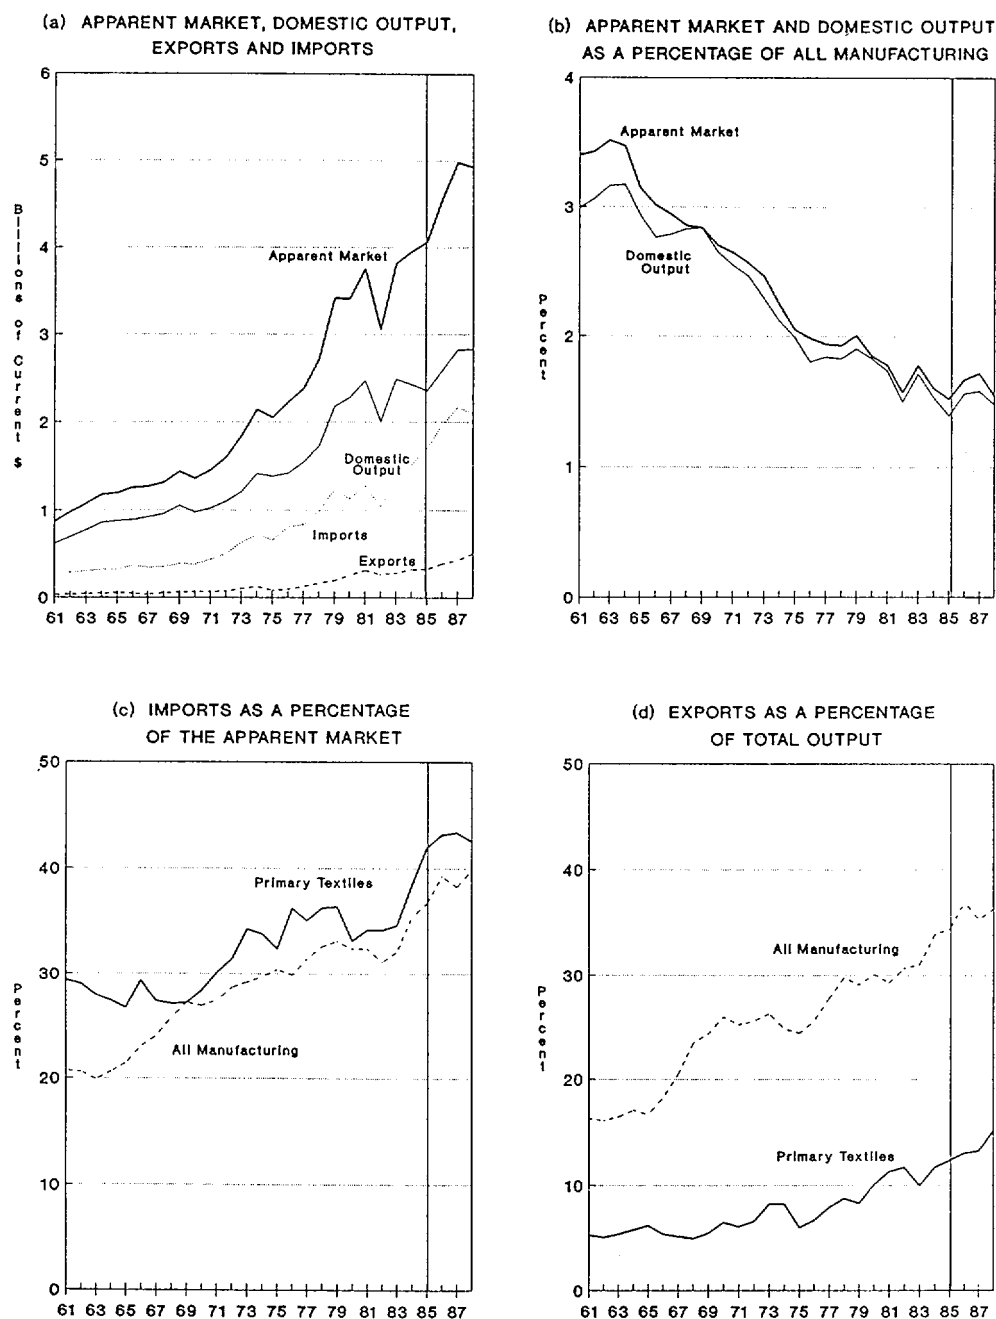 (a) APPARENT MARKET, DOMESTIC OUTPUT,
EXPORTS AND IMPORTS
6
5
4
3
2
1
0
Billions of Current $
Apparent Market
Domestic
Output
Imports
Exports
61 63 65 67 69 71 73 75 77 79 81 83 85 87
(b) APPARENT MARKET AND DOMESTIC OUTPUT
AS A PERCENTAGE OF ALL MANUFACTURING
4
3
2
1
0
Percent
Apparent Market
Domestic
Output
61 63 65 67 69 71 73 75 77 79 81 83 85 87
(c) IMPORTS AS A PERCENTAGE
OF THE APPARENT MARKET
50
40
30
20
10
0
Percent
Primary Textiles
All Manufacturing
61 63 65 67 69 71 73 75 77 79 81 83 85 87
(d) EXPORTS AS A PERCENTAGE
OF TOTAL OUTPUT
50
40
30
20
10
0
Percent
All Manufacturing
Primary Textiles
61 63 65 67 69 71 73 75 77 79 81 83 85 87